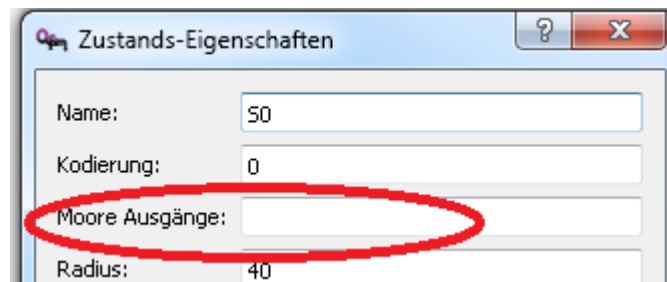 Zustands-Eigenschaften
Name: S0
Kodierung: 0
Moore Ausgänge:
Radius: 40